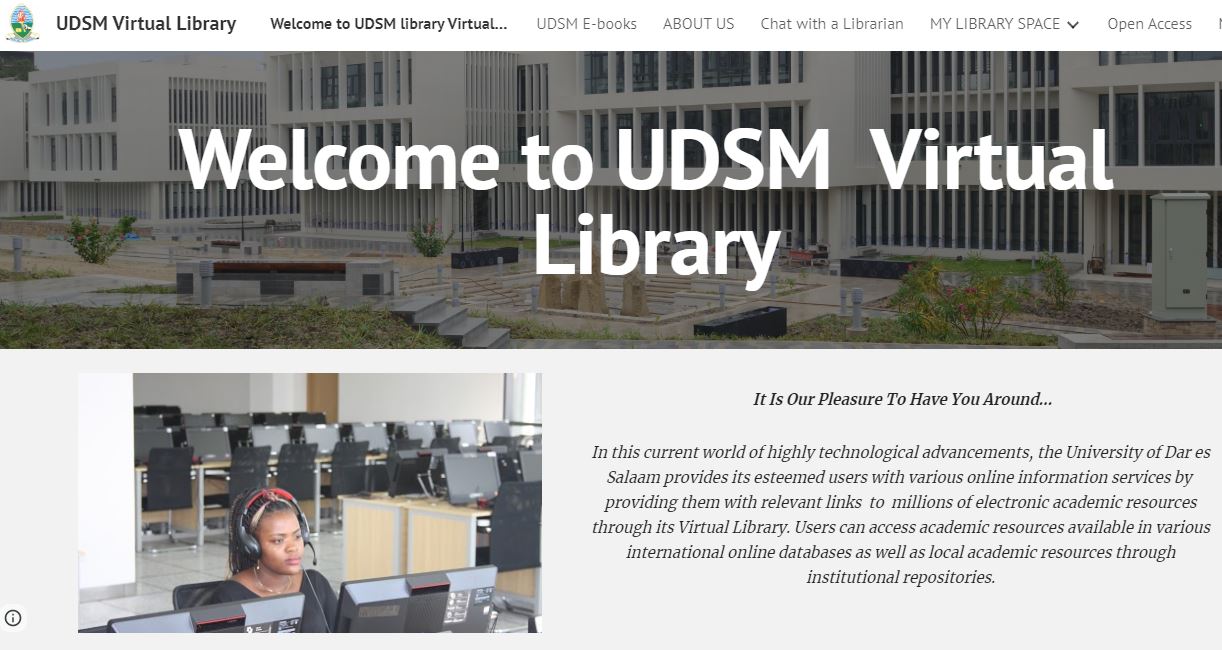 UDSM Virtual Library
Welcome to UDSM library Virtual...
UDSM E-books
ABOUT US
Chat with a Librarian
MY LIBRARY SPACE
Open Access
Welcome to UDSM Virtual
Library
It Is Our Pleasure To Have You Around...
In this current world of highly technological advancements, the University of Dar es
Salaam provides its esteemed users with various online information services by
providing them with relevant links to millions of electronic academic resources
through its Virtual Library. Users can access academic resources available in various
international online databases as well as local academic resources through
institutional repositories.